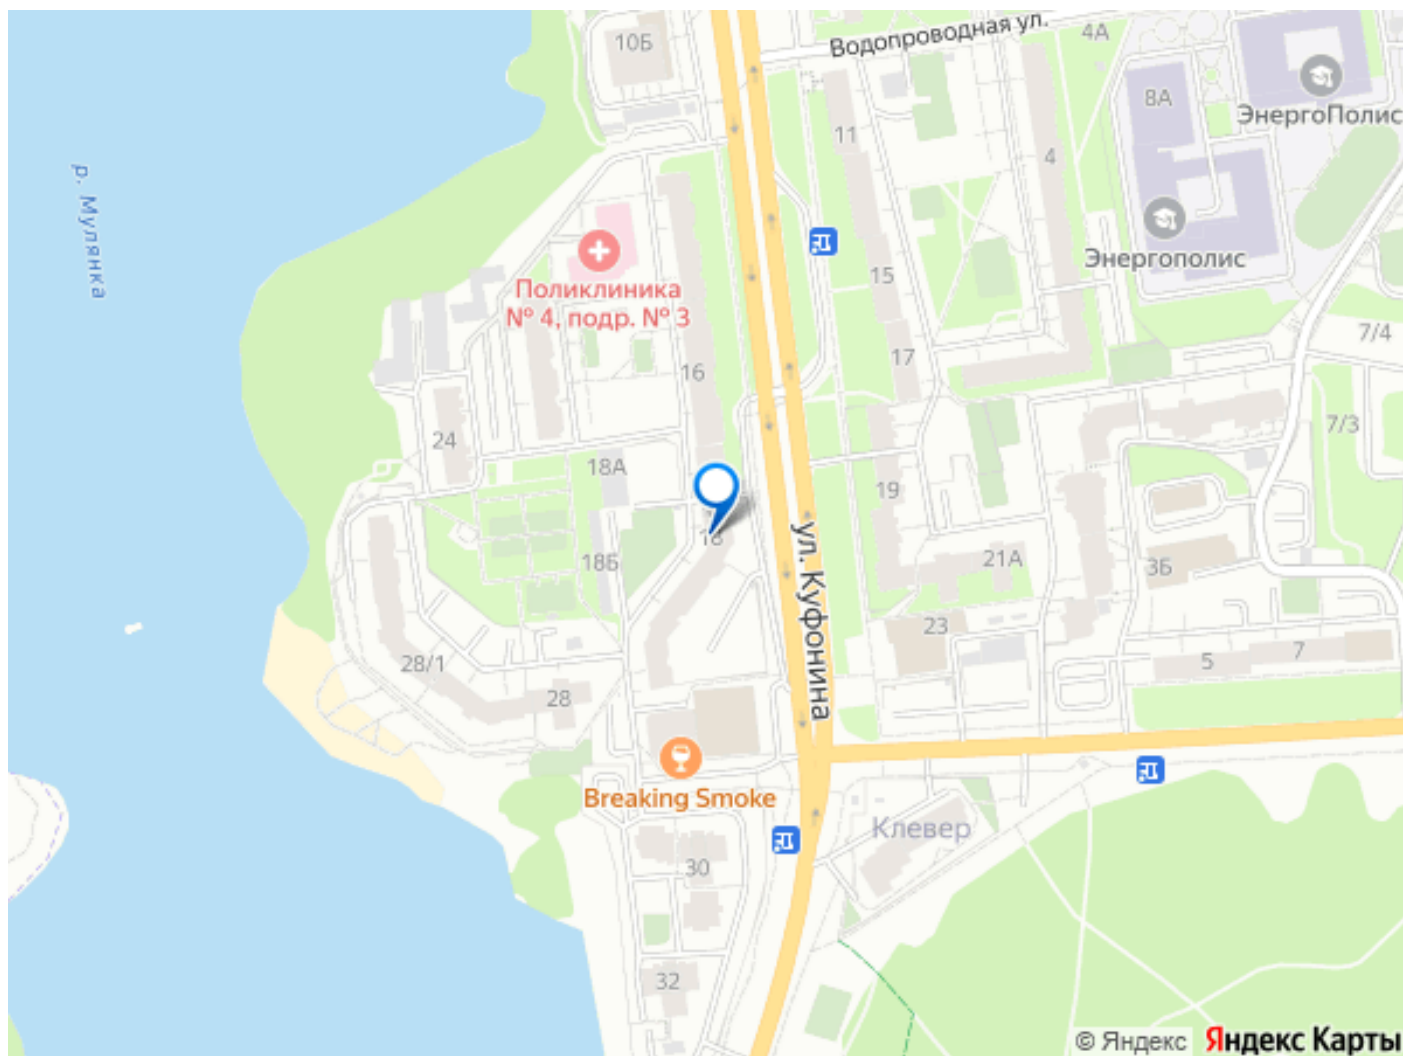 10Б
Водопроводная ул.
4А
8А
ЭнергоПолис
11
4
р. Мулянка
Энергополис
Поликлиника
№ 4, подр. № 3
15
7/4
16
17
7/3
24
18А
19
18
ул. Куфонина
18Б
21А
3Б
23
28/1
5
7
28
Breaking Smoke
Клевер
30
32
© Яндекс Яндекс Карты